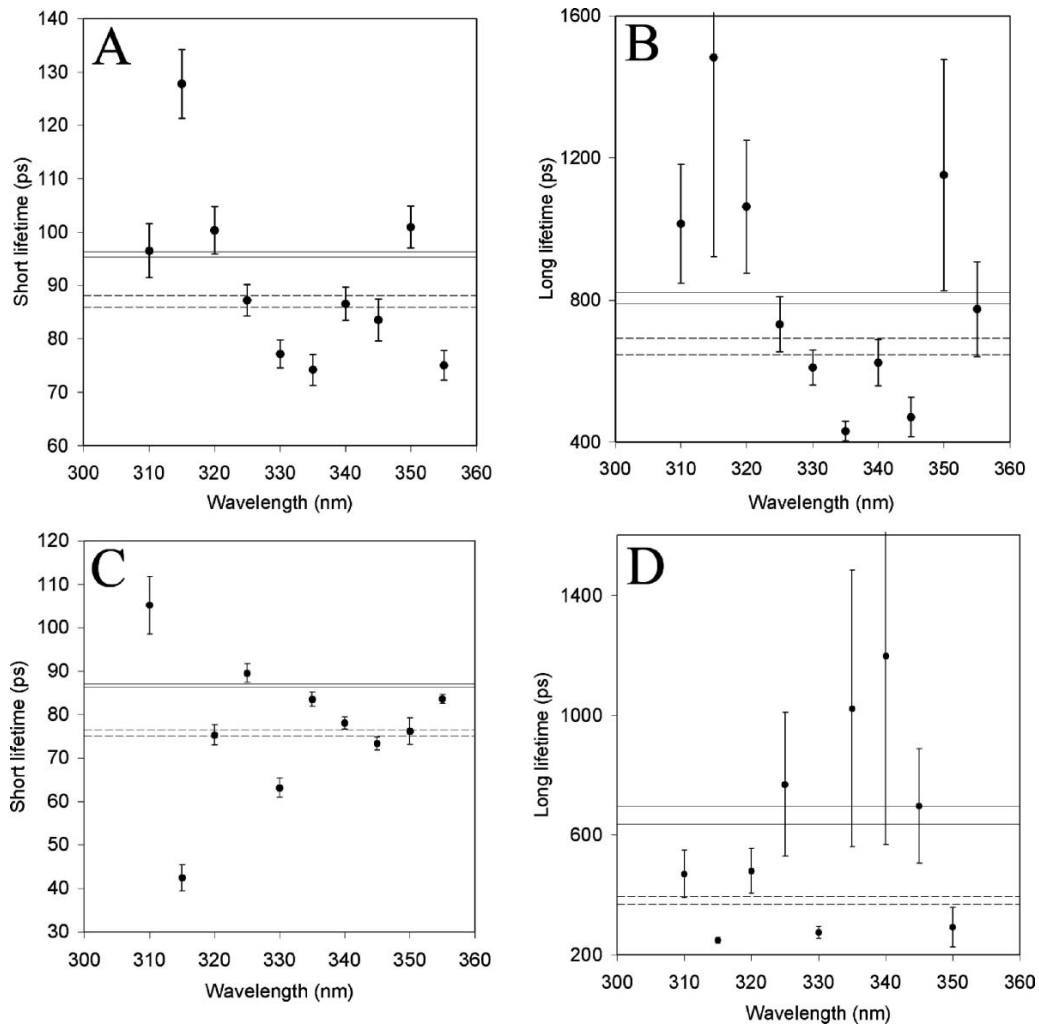 A
140
130
120
110
100
90
80
70
60
300 310 320 330 340 350 360
Short lifetime (ps)
Wavelength (nm)
B
1600
1200
800
400
300 310 320 330 340 350 360
Long lifetime (ps)
Wavelength (nm)
C
120
110
100
90
80
70
60
50
40
30
300 310 320 330 340 350 360
Short lifetime (ps)
Wavelength (nm)
D
1400
1000
600
200
300 310 320 330 340 350 360
Long lifetime (ps)
Wavelength (nm)